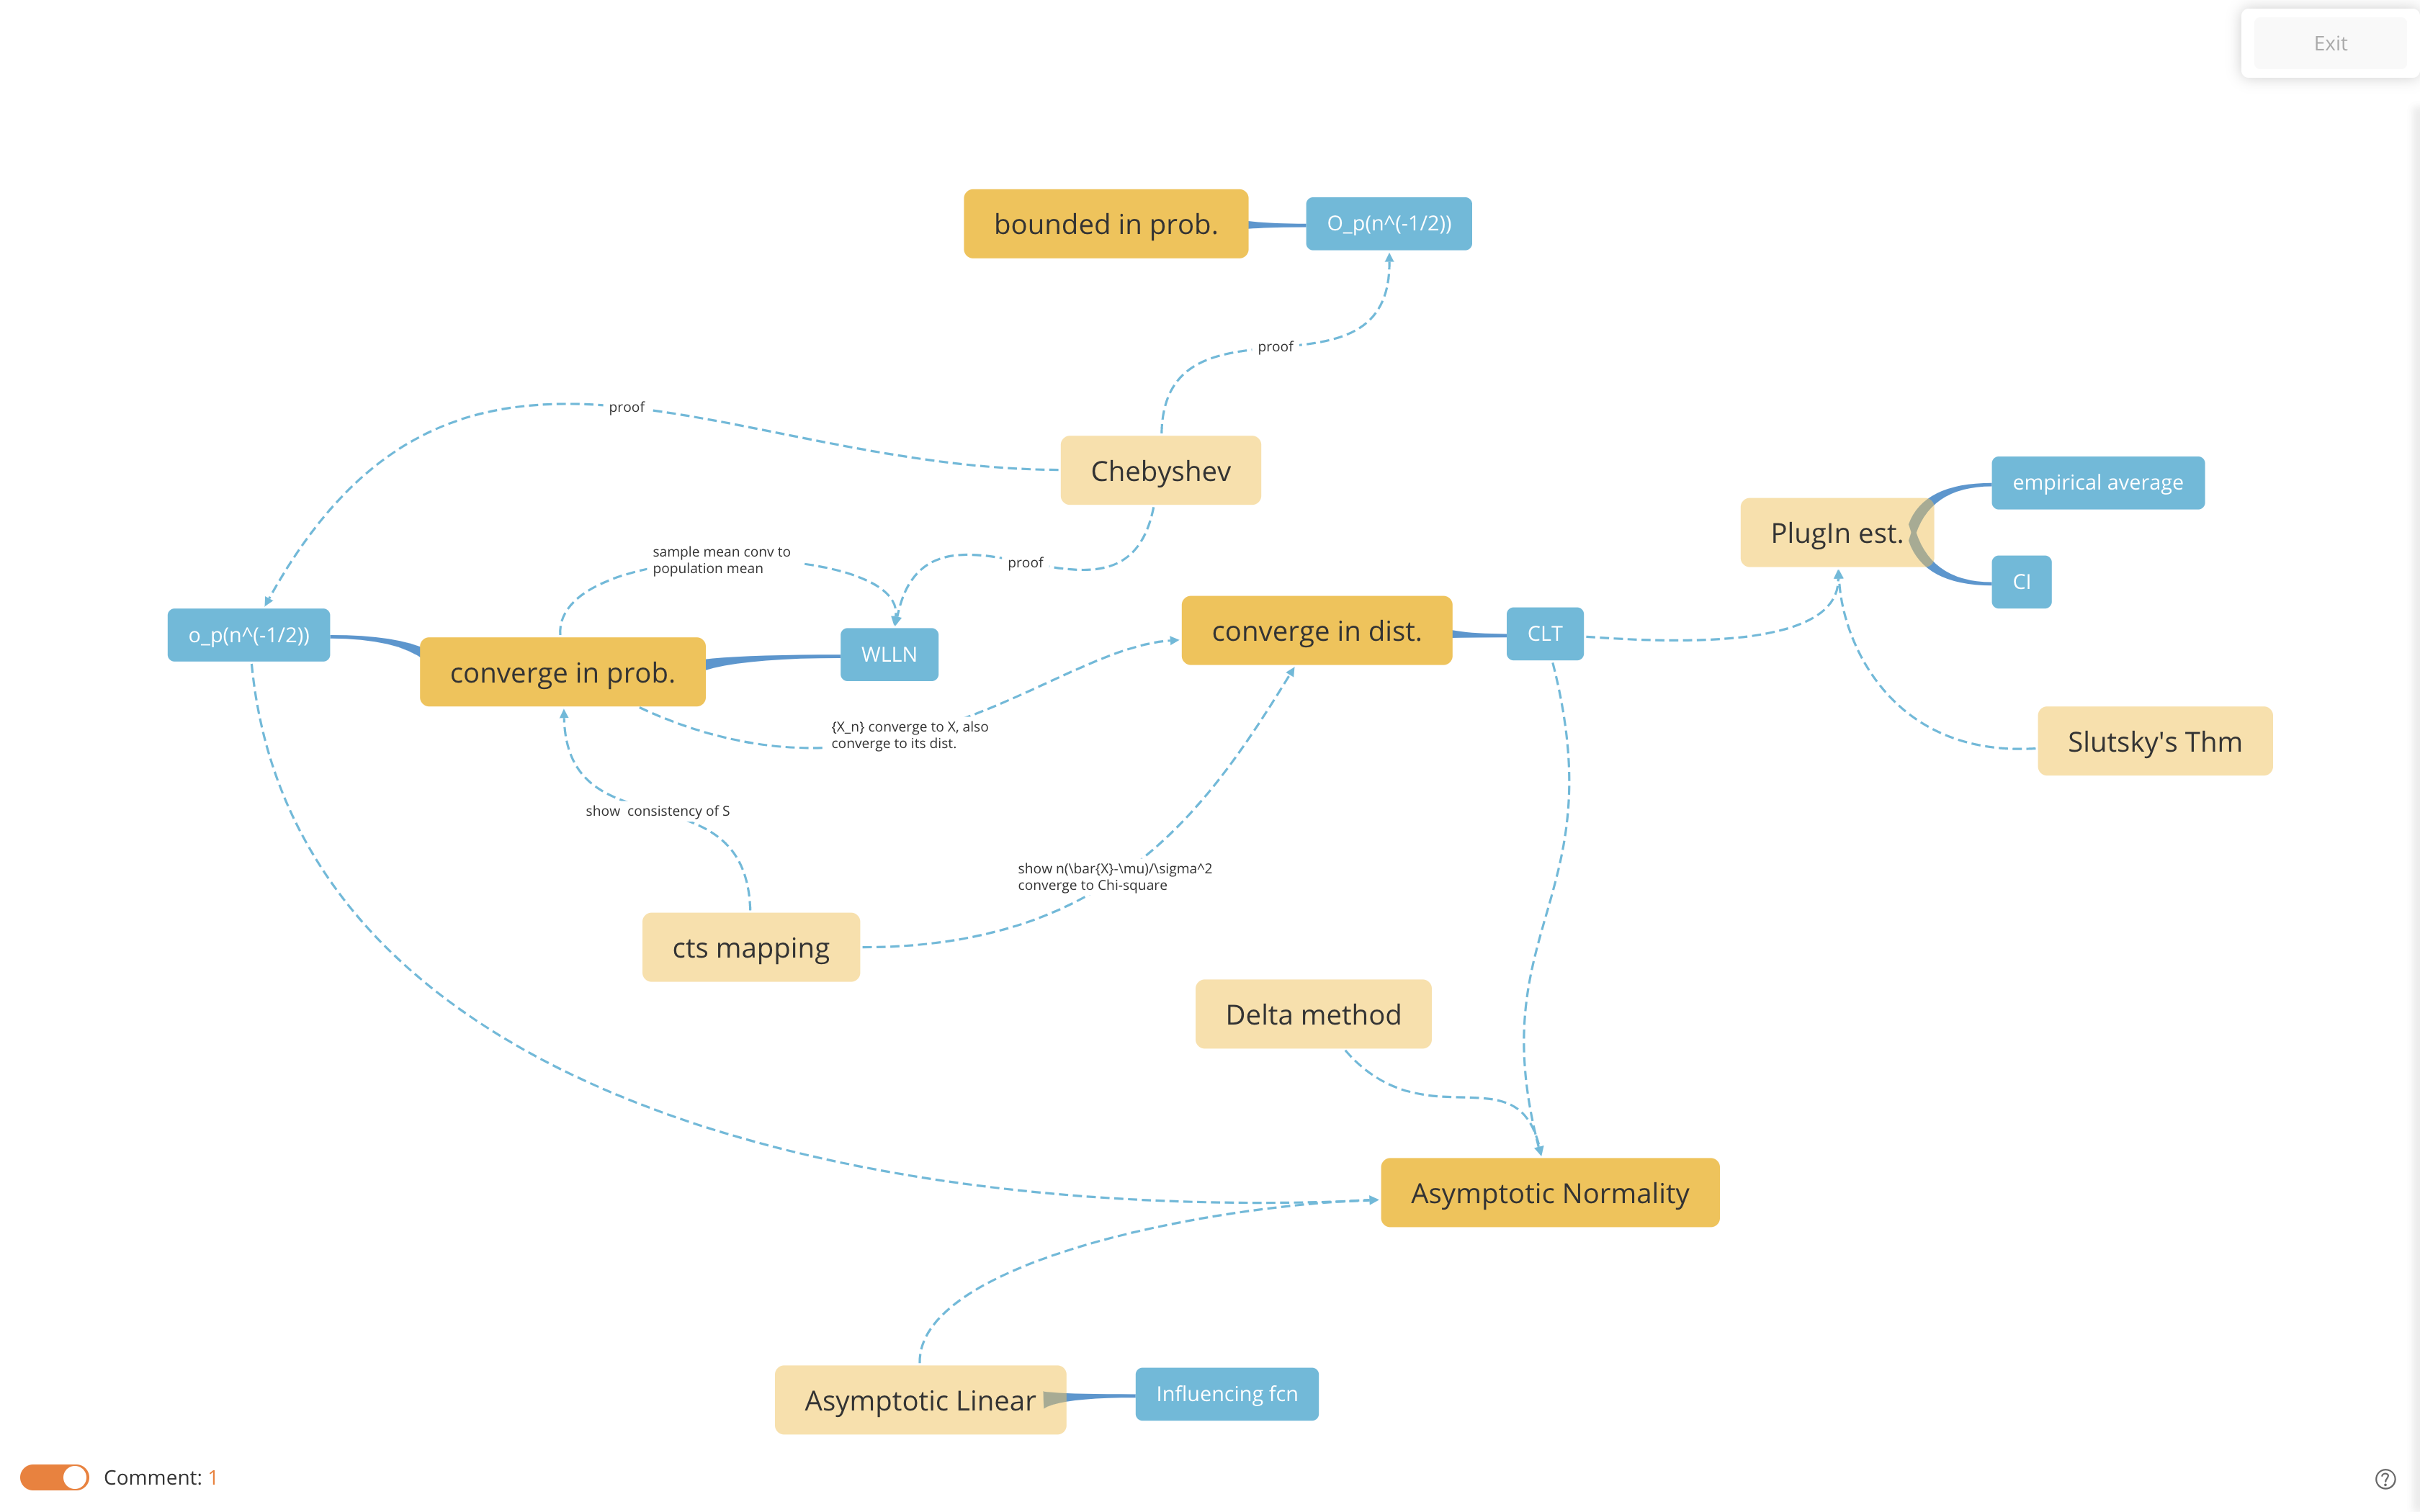 Exit
bounded in prob.
O_p(n^(-1/2))
proof
proof
Chebyshev
empirical average
PlugIn est.
sample mean conv to
population mean
proof
CI
o_p(n^(-1/2))
converge in dist.
CLT
WLLN
converge in prob.
{X_n} converge to X, also
converge to its dist.
Slutsky's Thm
show  consistency of S
show n(\bar{X}-\mu)/\sigma^2
converge to Chi-square
cts mapping
Delta method
Asymptotic Normality
Asymptotic Linear
Influencing fcn
Comment: 1
?